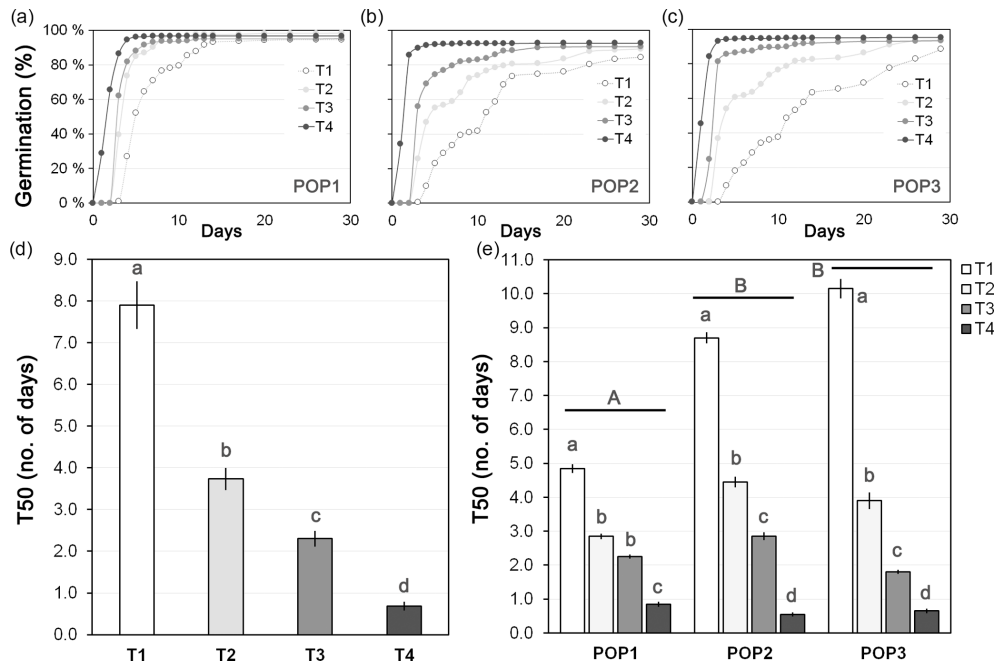 (a)
(b)
(c)
100 %
80 %
60 %
40 %
20 %
0 %
Germination (%)
T1
T2
T3
T4
POP1
0
10
20
30
Days
T1
T2
T3
T4
POP2
0
10
20
30
Days
T1
T2
T3
T4
POP3
0
10
20
30
Days
(d)
9.0
8.0
7.0
6.0
5.0
4.0
3.0
2.0
1.0
0.0
T50 (no. of days)
a
b
c
d
T1
T2
T3
T4
(e)
11.0
10.0
9.0
8.0
7.0
6.0
5.0
4.0
3.0
2.0
1.0
0.0
T50 (no. of days)
A
a
b
b
c
B
a
b
c
d
B
a
b
c
d
POP1
POP2
POP3
T1
T2
T3
T4